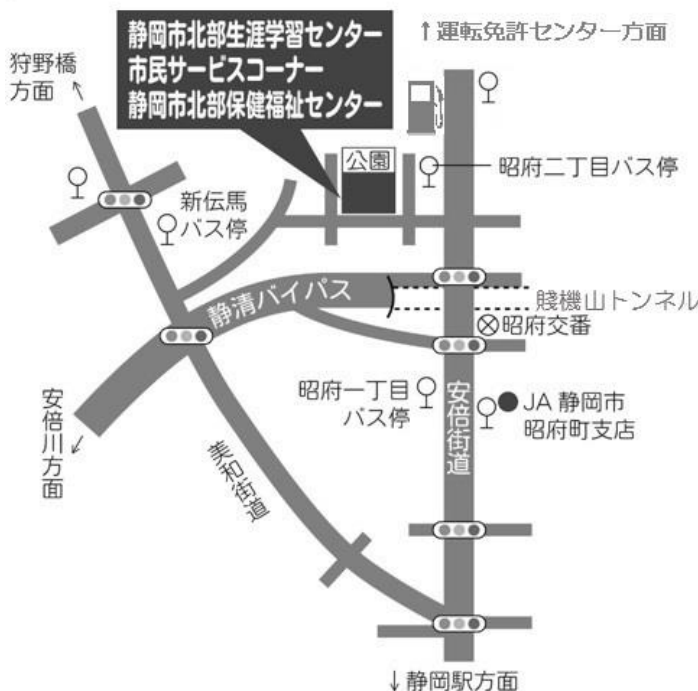 静岡市北部生涯学習センター
市民サービスコーナー
静岡市北部保健福祉センター
↑運転免許センター方面
狩野橋
方面
公園
昭府二丁目バス停
新伝馬
バス停
静清バイパス
賤機山トンネル
昭府交番
昭府一丁目
バス停
安倍街道
JA 静岡市
昭府町支店
安倍川方面
美和街道
↓静岡駅方面